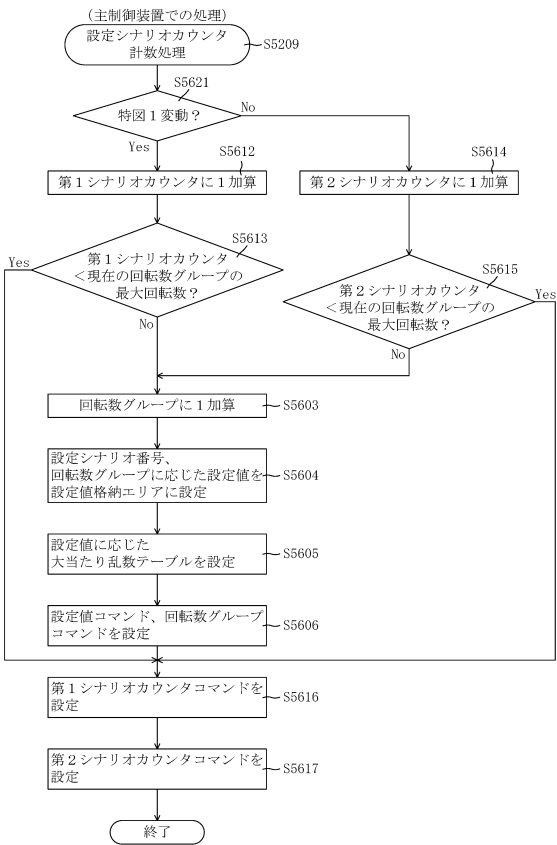 (主制御装置での処理)
設定シナリオカウンタ
計数処理
S5209
S5621
特図１変動？
No
Yes
S5612
第１シナリオカウンタに１加算
S5614
第２シナリオカウンタに１加算
S5613
第１シナリオカウンタ
＜現在の回転数グループの
最大回転数？
Yes
No
S5615
第２シナリオカウンタ
＜現在の回転数グループの
最大回転数？
Yes
No
回転数グループに１加算
S5603
設定シナリオ番号、
回転数グループに応じた設定値を
設定値格納エリアに設定
S5604
設定値に応じた
大当たり乱数テーブルを設定
S5605
設定値コマンド、回転数グループ
コマンドを設定
S5606
第１シナリオカウンタコマンドを
設定
S5616
第２シナリオカウンタコマンドを
設定
S5617
終了